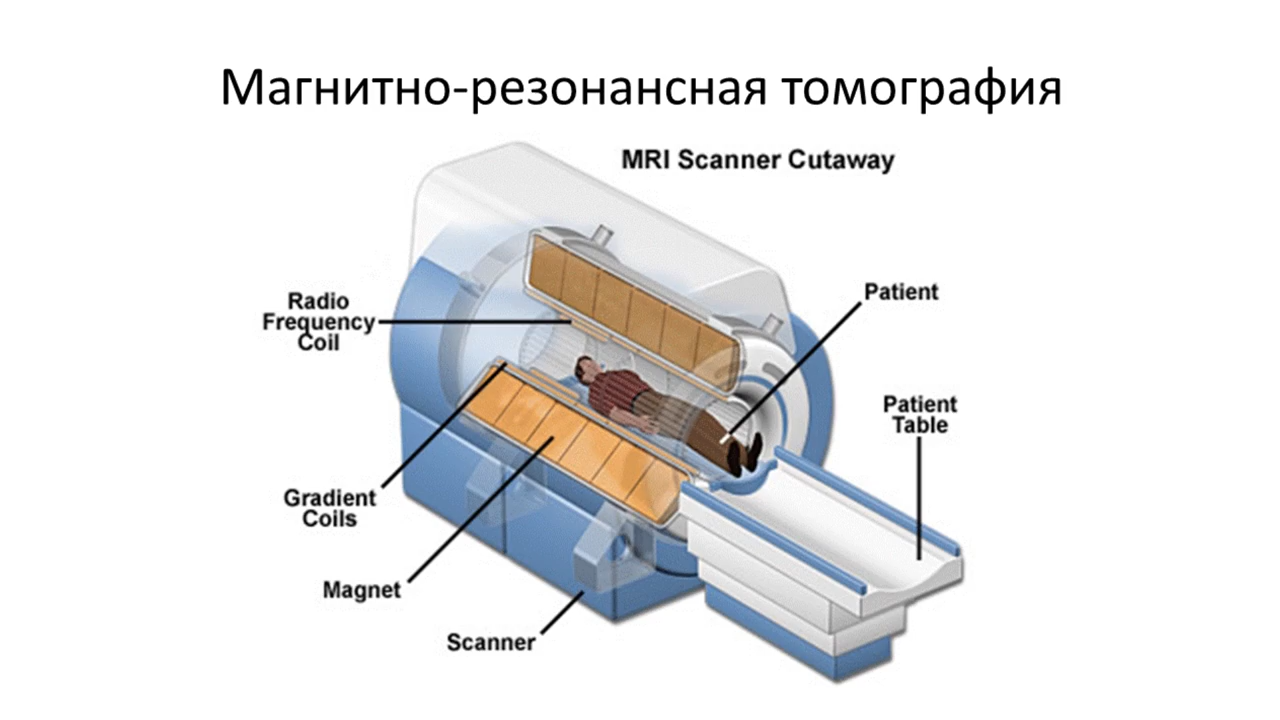 Магнитно-резонансная томография
MRI Scanner Cutaway
Radio
Frequency
Coil
Patient
Patient
Table
Gradient
Coils
Magnet
Scanner